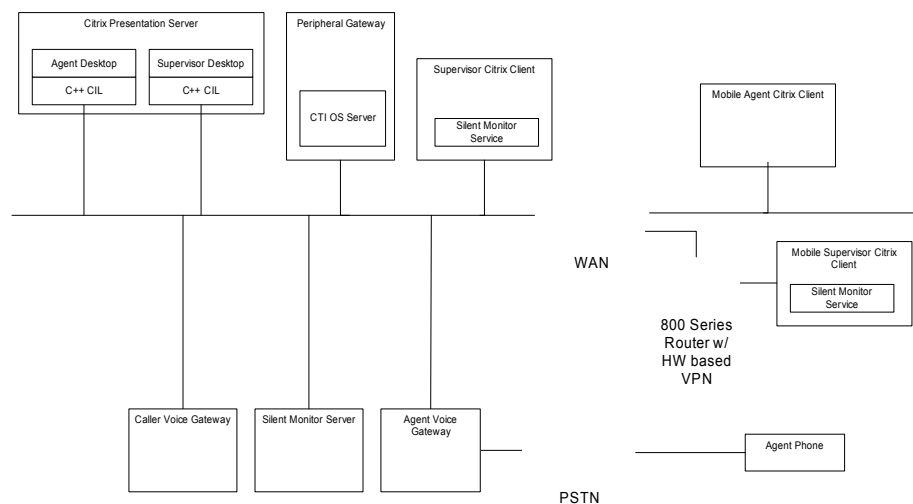 Citrix Presentation Server
Agent Desktop
C++ CIL
Supervisor Desktop
C++ CIL
Peripheral Gateway
CTI OS Server
Supervisor Citrix Client
Silent Monitor
Service
Mobile Agent Citrix Client
WAN
Mobile Supervisor Citrix
Client
Silent Monitor
Service
800 Series
Router w/
HW based
VPN
Caller Voice Gateway
Silent Monitor Server
Agent Voice
Gateway
Agent Phone
PSTN